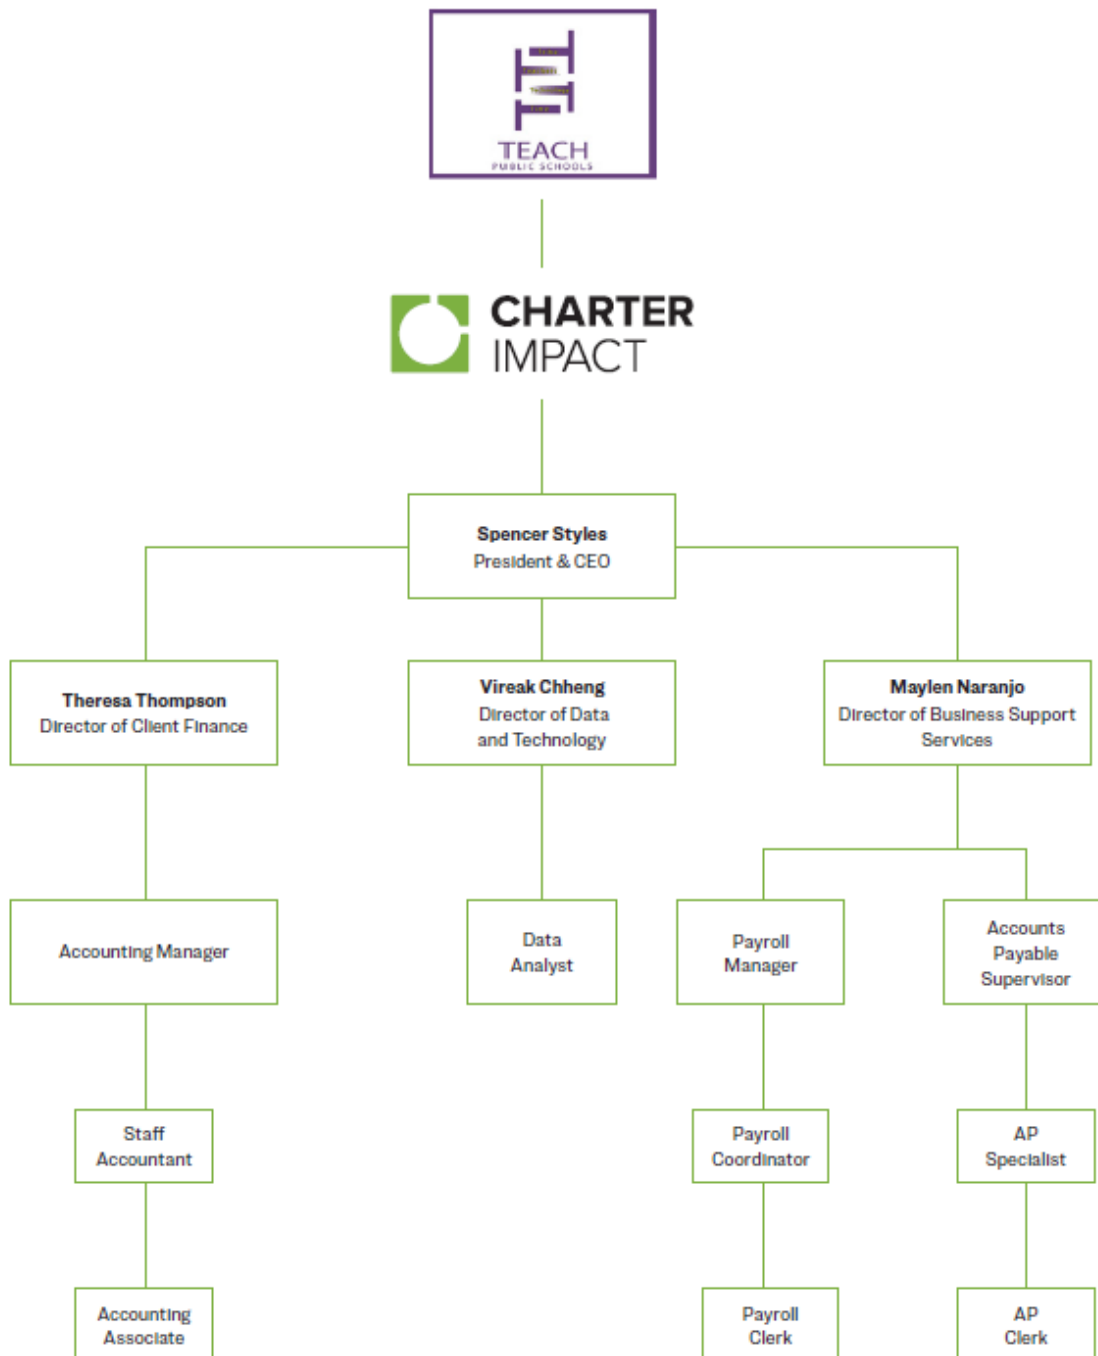 TEACH
PUBLIC SCHOOLS
CHARTER
IMPACT
Spencer Styles
President & CEO
Theresa Thompson
Director of Client Finance
Vireak Chheng
Director of Data
and Technology
Maylen Naranjo
Director of Business Support
Services
Accounting Manager
Data
Analyst
Payroll
Manager
Accounts
Payable
Supervisor
Staff
Accountant
Payroll
Coordinator
AP
Specialist
Accounting
Associate
Payroll
Clerk
AP
Clerk